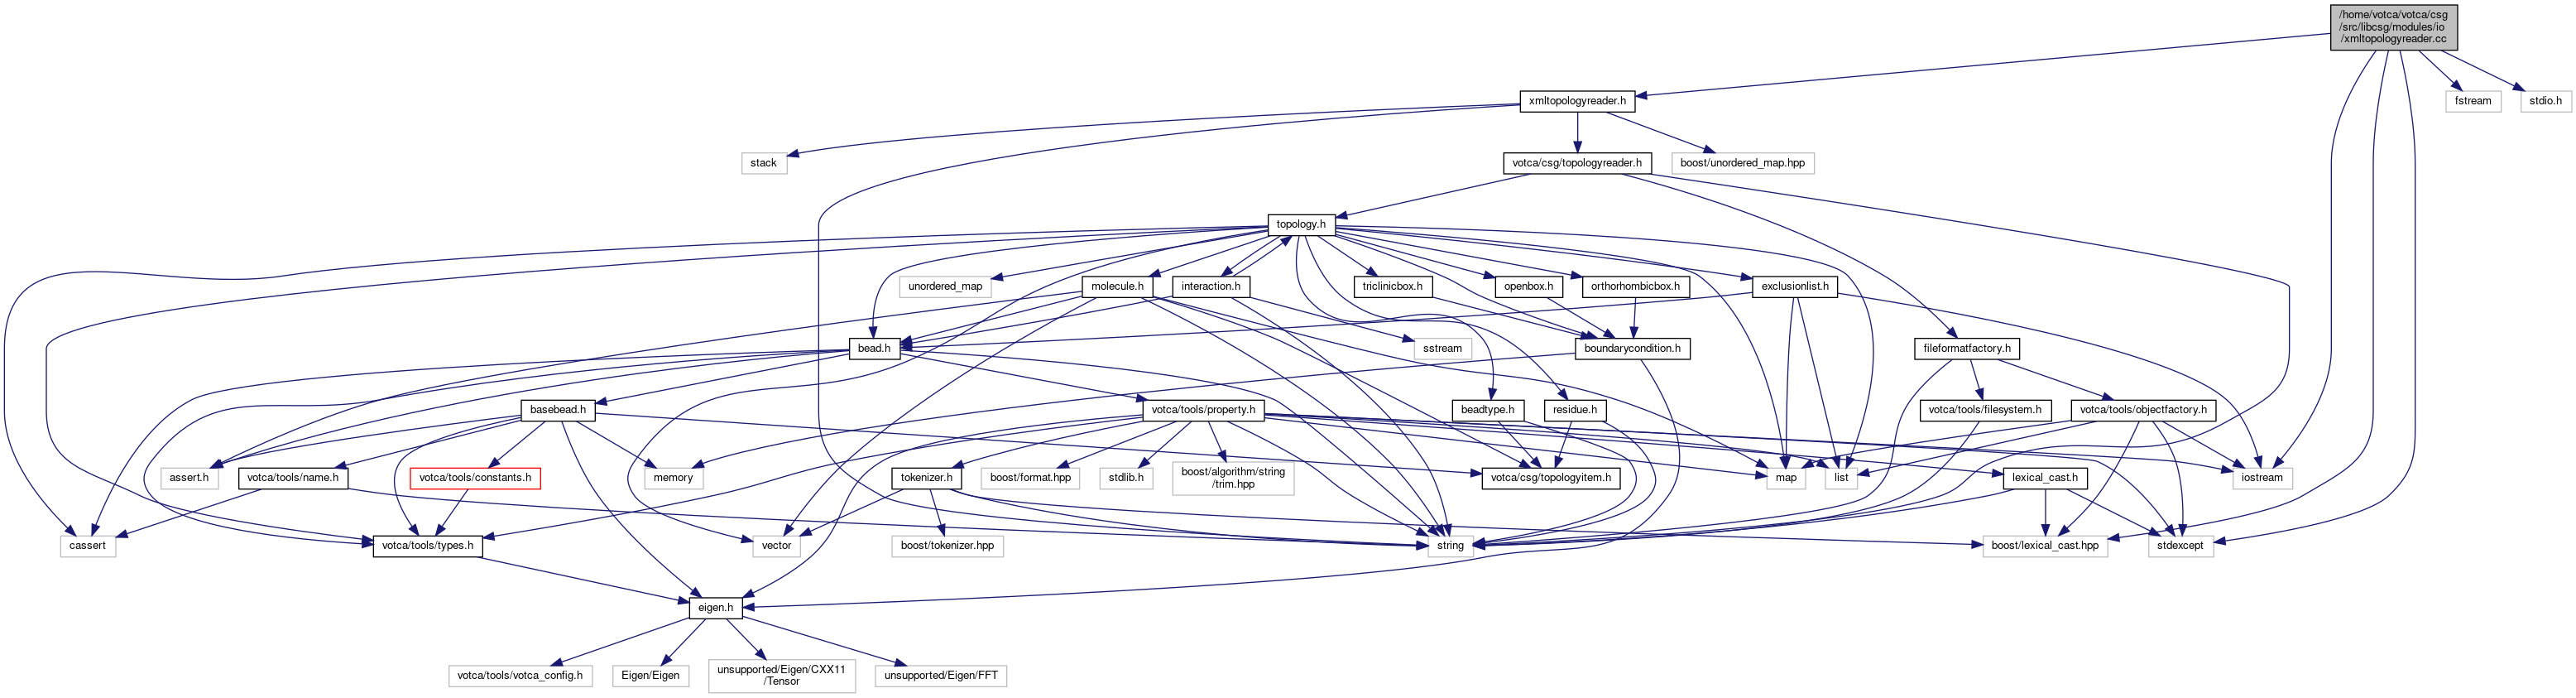 /home/votca/votca/csg
/src/libcsg/modules/io
/xmltopologyreader.cc
xmltopologyreader.h
fstream
stdio.h
stack
votca/csg/topologyreader.h
boost/unordered_map.hpp
topology.h
unordered_map
molecule.h
interaction.h
triclinicbox.h
openbox.h
orthorhombicbox.h
exclusionlist.h
bead.h
sstream
boundarycondition.h
fileformatfactory.h
basebead.h
votca/tools/property.h
beadtype.h
residue.h
votca/tools/filesystem.h
votca/tools/objectfactory.h
assert.h
votca/tools/name.h
votca/tools/constants.h
memory
tokenizer.h
boost/format.hpp
stdlib.h
boost/algorithm/string
/trim.hpp
votca/csg/topologyitem.h
map
list
lexical_cast.h
iostream
cassert
votca/tools/types.h
vector
boost/tokenizer.hpp
string
boost/lexical_cast.hpp
stdexcept
eigen.h
votca/tools/votca_config.h
Eigen/Eigen
unsupported/Eigen/CXX11
/Tensor
unsupported/Eigen/FFT